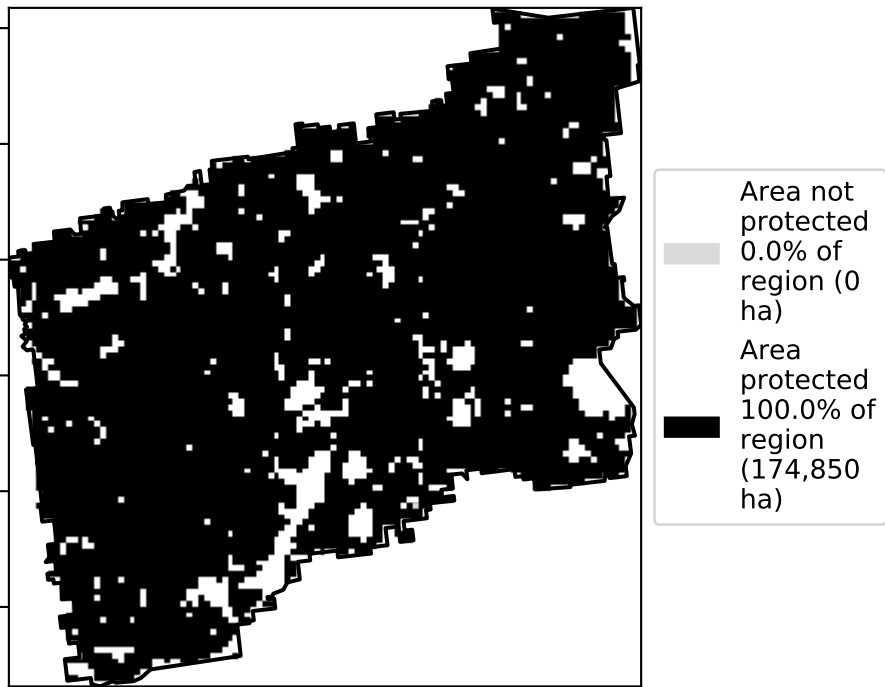 Area not
protected
0.0% of
region (0
ha)
Area
protected
100.0% of
region
(174,850
ha)